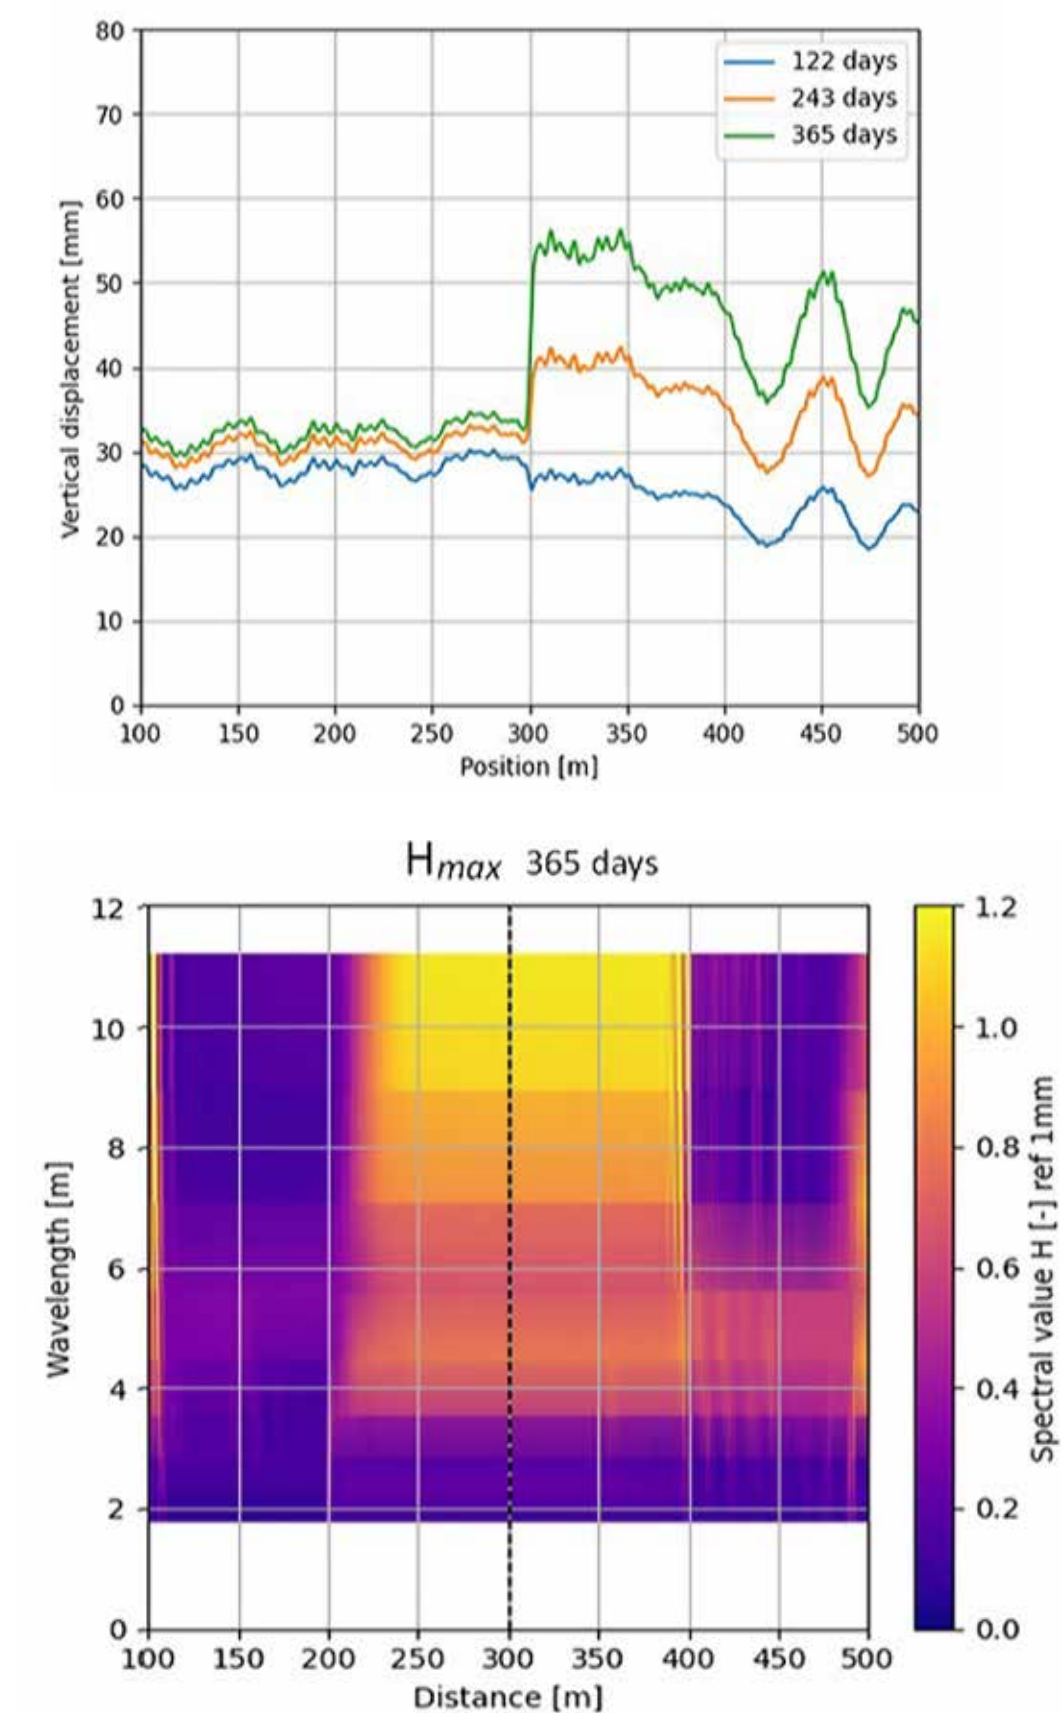 80
70
60
50
40
30
20
10
0
Vertical displacement [mm]
122 days
243 days
365 days
100 150 200 250 300 350 400 450 500
Position [m]
Hmax 365 days
12
10
8
6
4
2
0
Wavelength [m]
100 150 200 250 300 350 400 450 500
Distance [m]
1.2
1.0
0.8
0.6
0.4
0.2
0.0
Spectral value H [-] ref 1mm